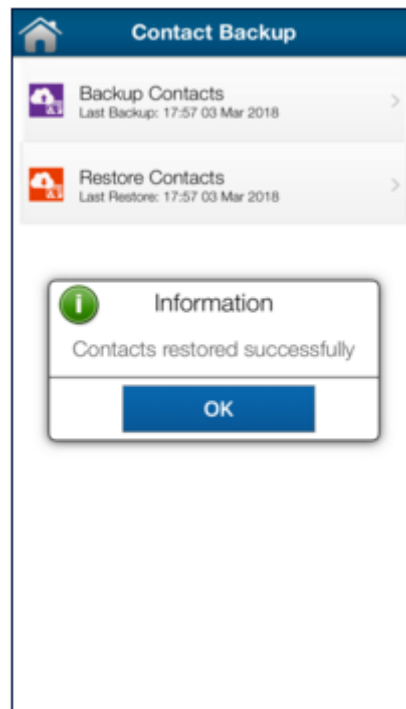 Contact Backup
Backup Contacts
Last Backup: 17:57 03 Mar 2018
Restore Contacts
Last Restore: 17:57 03 Mar 2018
i
Information
Contacts restored successfully
OK